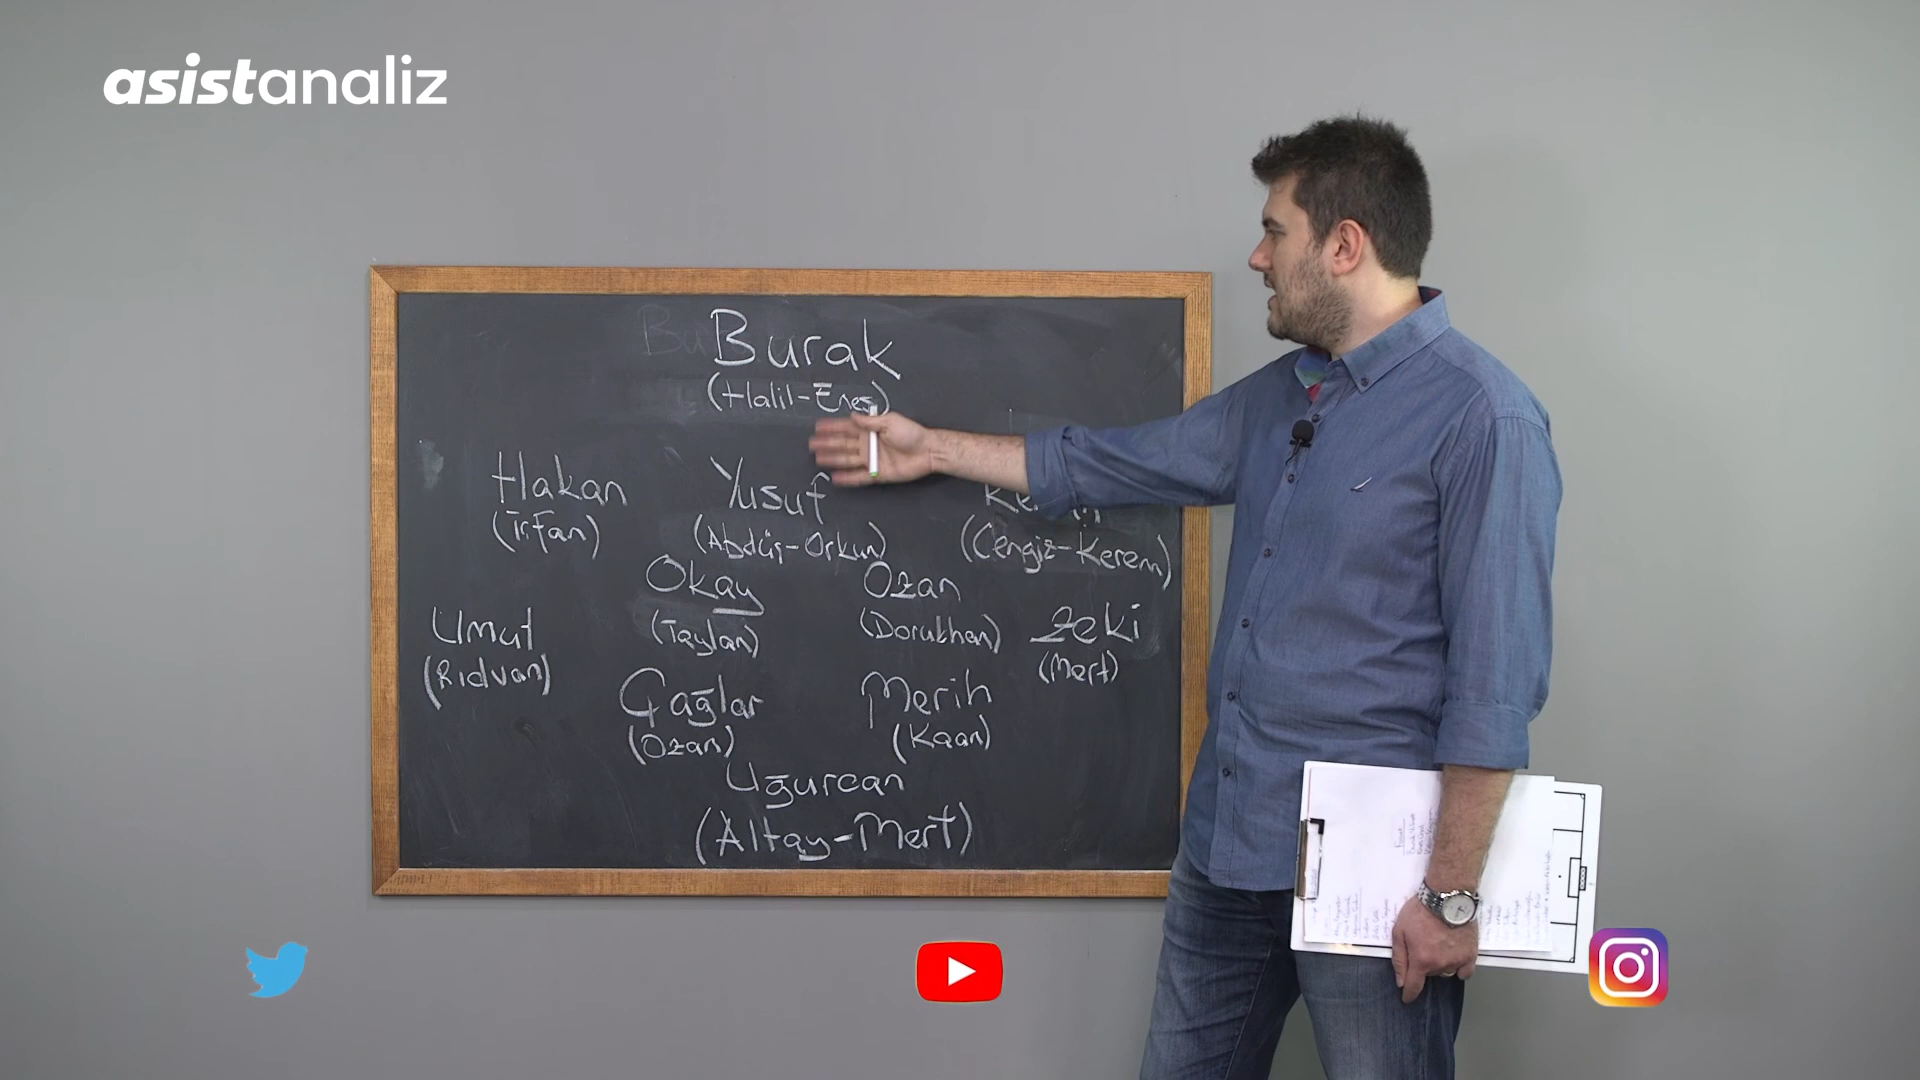 asistanaliz
Burak
(Halil-Enes)
Hakan Yusuf
(İrfan) (Abdüş-Orkun) (Cengiz-Kerem)
Okay Ozan
Umut (Taylan) (Dorukhan) Zeki
(Rıdvan) (Mert)
Çağlar Merih
(Ozan) (Kaan)
Uğurcan
(Altay-Mert)